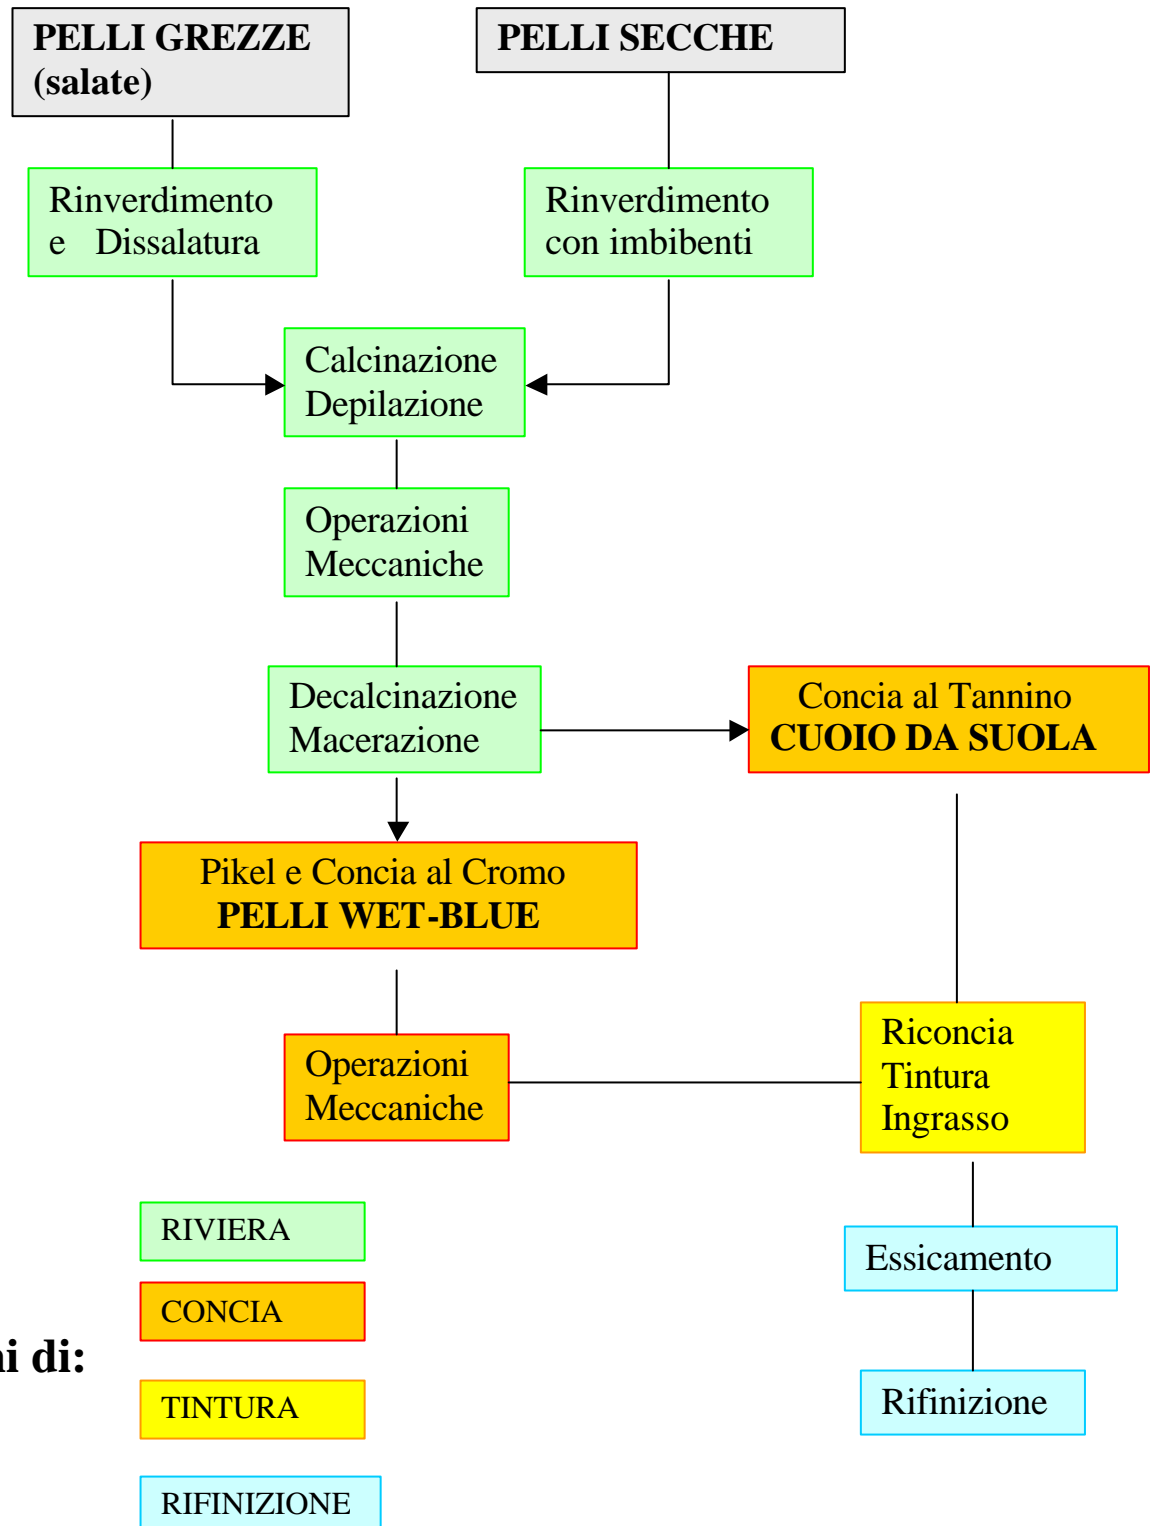 PELLI GREZZE
(salate)
PELLI SECCHE
Rinverdimento
e Dissalatura
Rinverdimento
con imbibenti
Calcinazione
Depilazione
Operazioni
Meccaniche
Decalcinazione
Macerazione
Concia al Tannino
CUOIO DA SUOLA
Pikel e Concia al Cromo
PELLI WET-BLUE
Operazioni
Meccaniche
Riconcia
Tintura
Ingrasso
Essicamento
Rifinizione
RIVIERA
CONCIA
di:
TINTURA
RIFINIZIONE